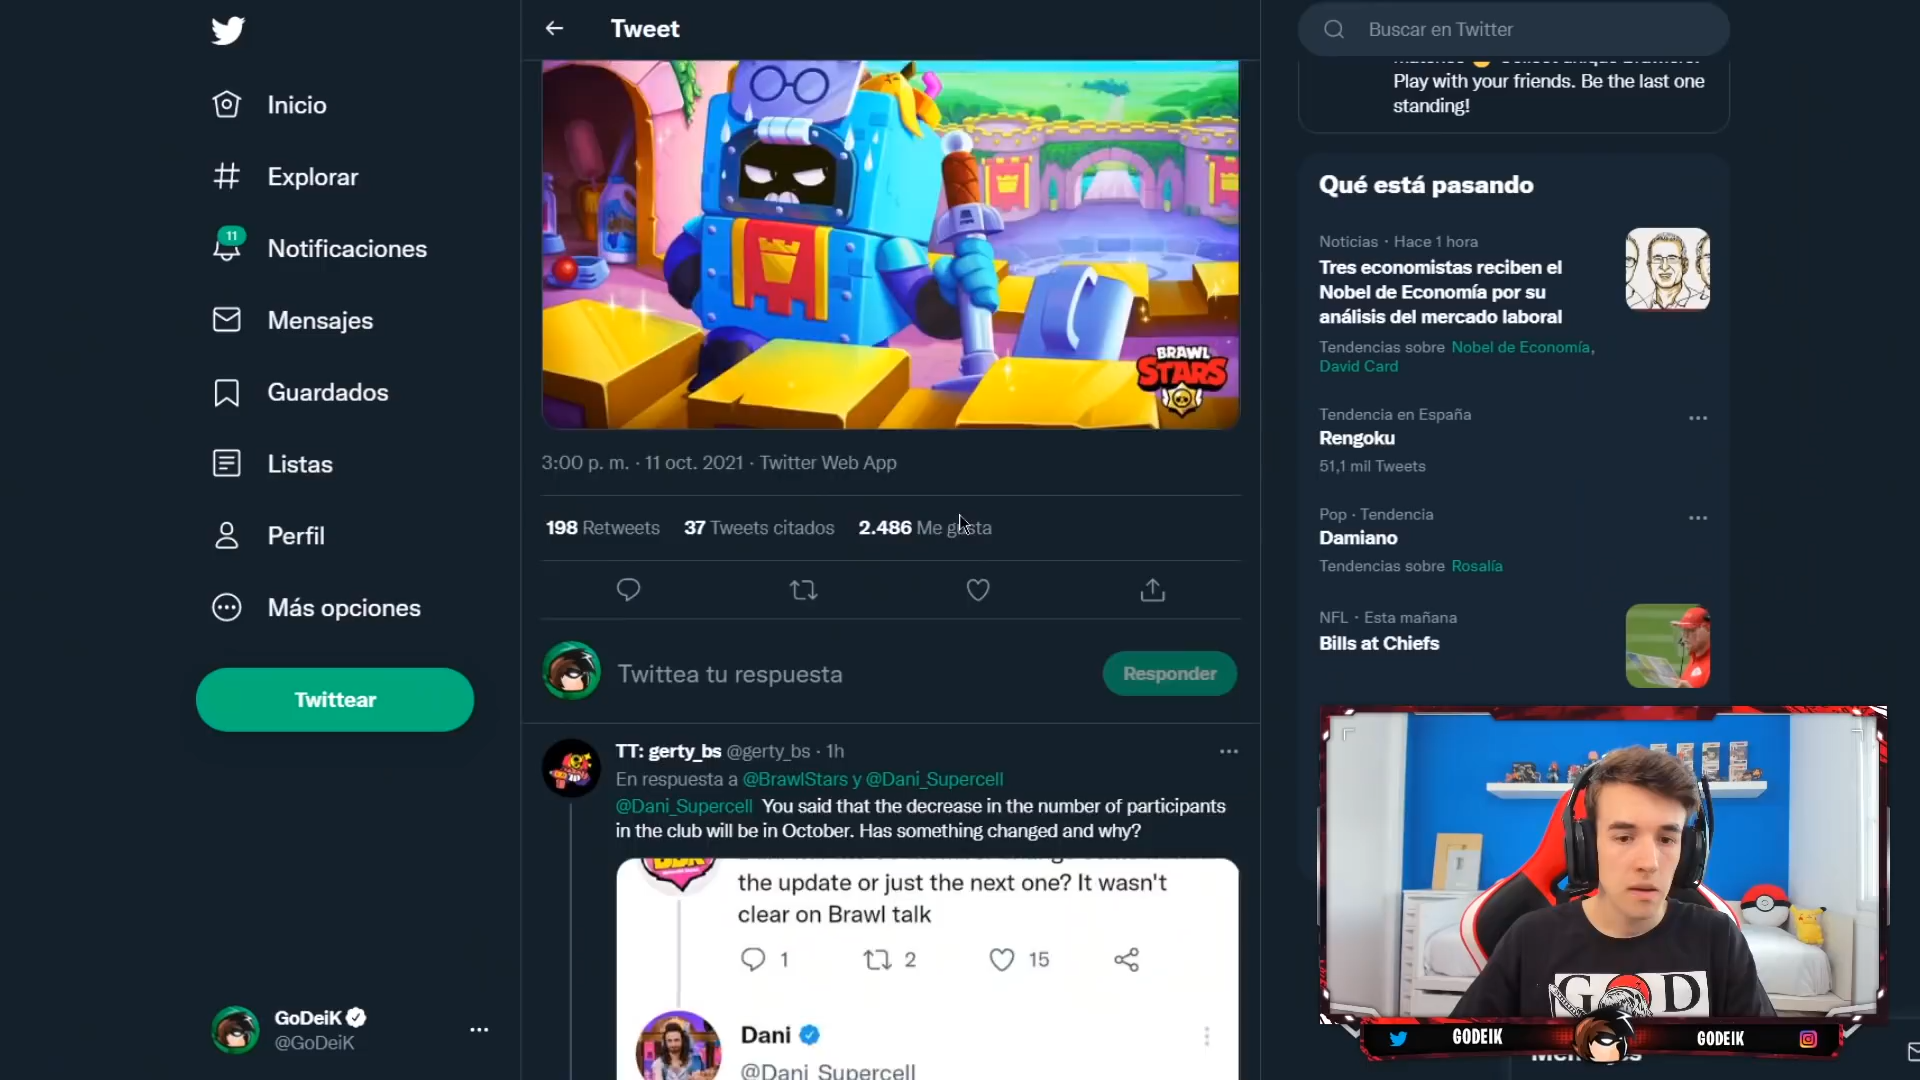 Inicio
Explorar
11
Notificaciones
Mensajes
Guardados
Listas
Perfil
Más opciones
Twittear
GoDeiK
@GoDeiK
Tweet
BRAWL
STARS
3:00 p. m. · 11 oct. 2021 · Twitter Web App
198 Retweets 37 Tweets citados 2.486 Me gusta
Twittea tu respuesta
Responder
TT: gerty_bs @gerty_bs · 1h
En respuesta a @BrawlStars y @Dani_Supercell
@Dani_Supercell You said that the decrease in the number of participants
in the club will be in October. Has something changed and why?
the update or just the next one? It wasn't
clear on Brawl talk
1 2 15
Dani
@Dani_Supercell
Buscar en Twitter
Play with your friends. Be the last one
standing!
Qué está pasando
Noticias · Hace 1 hora
Tres economistas reciben el
Nobel de Economía por su
análisis del mercado laboral
Tendencias sobre Nobel de Economía,
David Card
Tendencia en España
Rengoku
51,1 mil Tweets
Pop · Tendencia
Damiano
Tendencias sobre Rosalía
NFL · Esta mañana
Bills at Chiefs
GOD
GODEIK
GODEIK